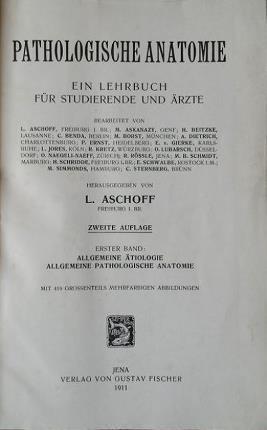 PATHOLOGISCHE ANATOMIE
EIN LEHRBUCH
FÜR STUDIERENDE UND ÄRZTE
BEARBEITET VON
L. ASCHOFF, FREIBURG I. BR.; M. ASKANAZY, GENF; H. BEITZKE,
LAUSANNE; C. BENDA, BERLIN; M. BORST, MÜNCHEN; A. DIETRICH,
CHARLOTTENBURG; P. ERNST, HEIDELBERG; E. v. GIERKE, KARLS-
RUHE; L. JORES, KÖLN; R. KRETZ, WÜRZBURG; O. LUBARSCH, DÜSSEL-
DORF; O. NAEGELI-NAEFF, ZÜRICH; R. RÖSSLE, JENA; M. B. SCHMIDT,
MARBURG; H. SCHRIDDE, FREIBURG I. BR.; E. SCHWALBE, ROSTOCK I. M.;
M. SIMMONDS, HAMBURG; C. STERNBERG, BRÜNN
HERAUSGEGEBEN VON
L. ASCHOFF
FREIBURG I. BR.
ZWEITE AUFLAGE
ERSTER BAND:
ALLGEMEINE ÄTIOLOGIE
ALLGEMEINE PATHOLOGISCHE ANATOMIE
MIT GROSSENTEILS MEHRFARBIGEN ABBILDUNGEN
JENA
VERLAG VON GUSTAV FISCHER
1911